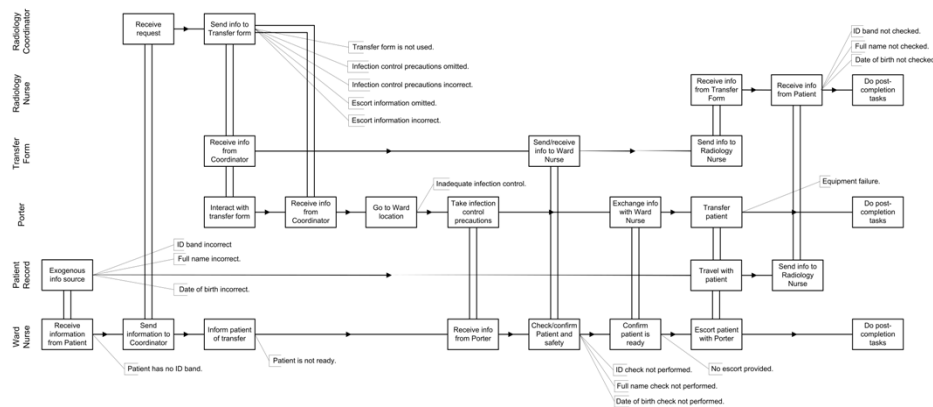 Radiology
Coordinator
Receive
request
Send info to
Transfer form
Transfer form is not used.
Infection control precautions omitted.
Infection control precautions incorrect.
Escort information omitted.
Escort information incorrect.
ID band not checked.
Full name not checked.
Date of birth not checked
Radiology
Nurse
Receive info
from Transfer
Form
Receive info
from Patient
Do post-
completion
tasks
Transfer
Form
Receive info
from
Coordinator
Send/receive
info to Ward
Nurse
Send info to
Radiology
Nurse
Porter
Interact with
transfer form
Receive info
from
Coordinator
Go to Ward
location
Inadequate infection control.
Take infection
control
precautions
Exchange info
with Ward
Nurse
Transfer
patient
Equipment failure.
Do post-
completion
tasks
Patient
Record
Exogenous
info source
ID band incorrect
Full name incorrect.
Date of birth incorrect.
Travel with
patient
Send info to
Radiology
Nurse
Ward
Nurse
Receive
information
from Patient
Patient has no ID band.
Send
information to
Coordinator
Inform patient
of transfer
Patient is not ready.
Receive info
from Porter
Check/confirm
Patient and
safety
ID check not performed.
Full name check not performed.
Date of birth check not performed.
Confirm
patient is
ready
No escort provided.
Escort patient
with Porter
Do post-
completion
tasks